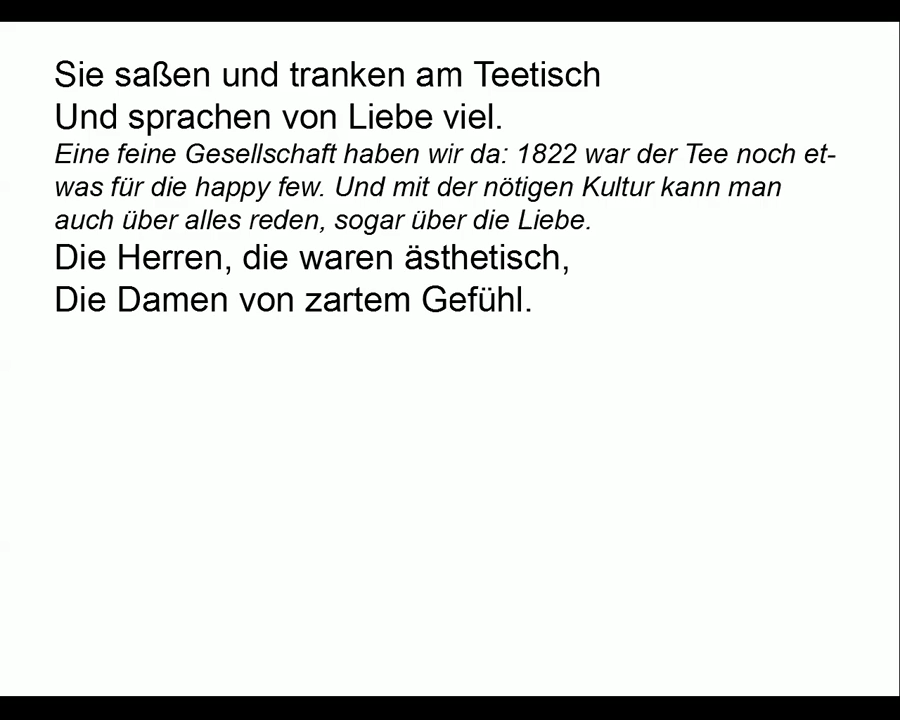 Sie saßen und tranken am Teetisch
Und sprachen von Liebe viel.
Eine feine Gesellschaft haben wir da: 1822 war der Tee noch et-
was für die happy few. Und mit der nötigen Kultur kann man
auch über alles reden, sogar über die Liebe.
Die Herren, die waren ästhetisch,
Die Damen von zartem Gefühl.